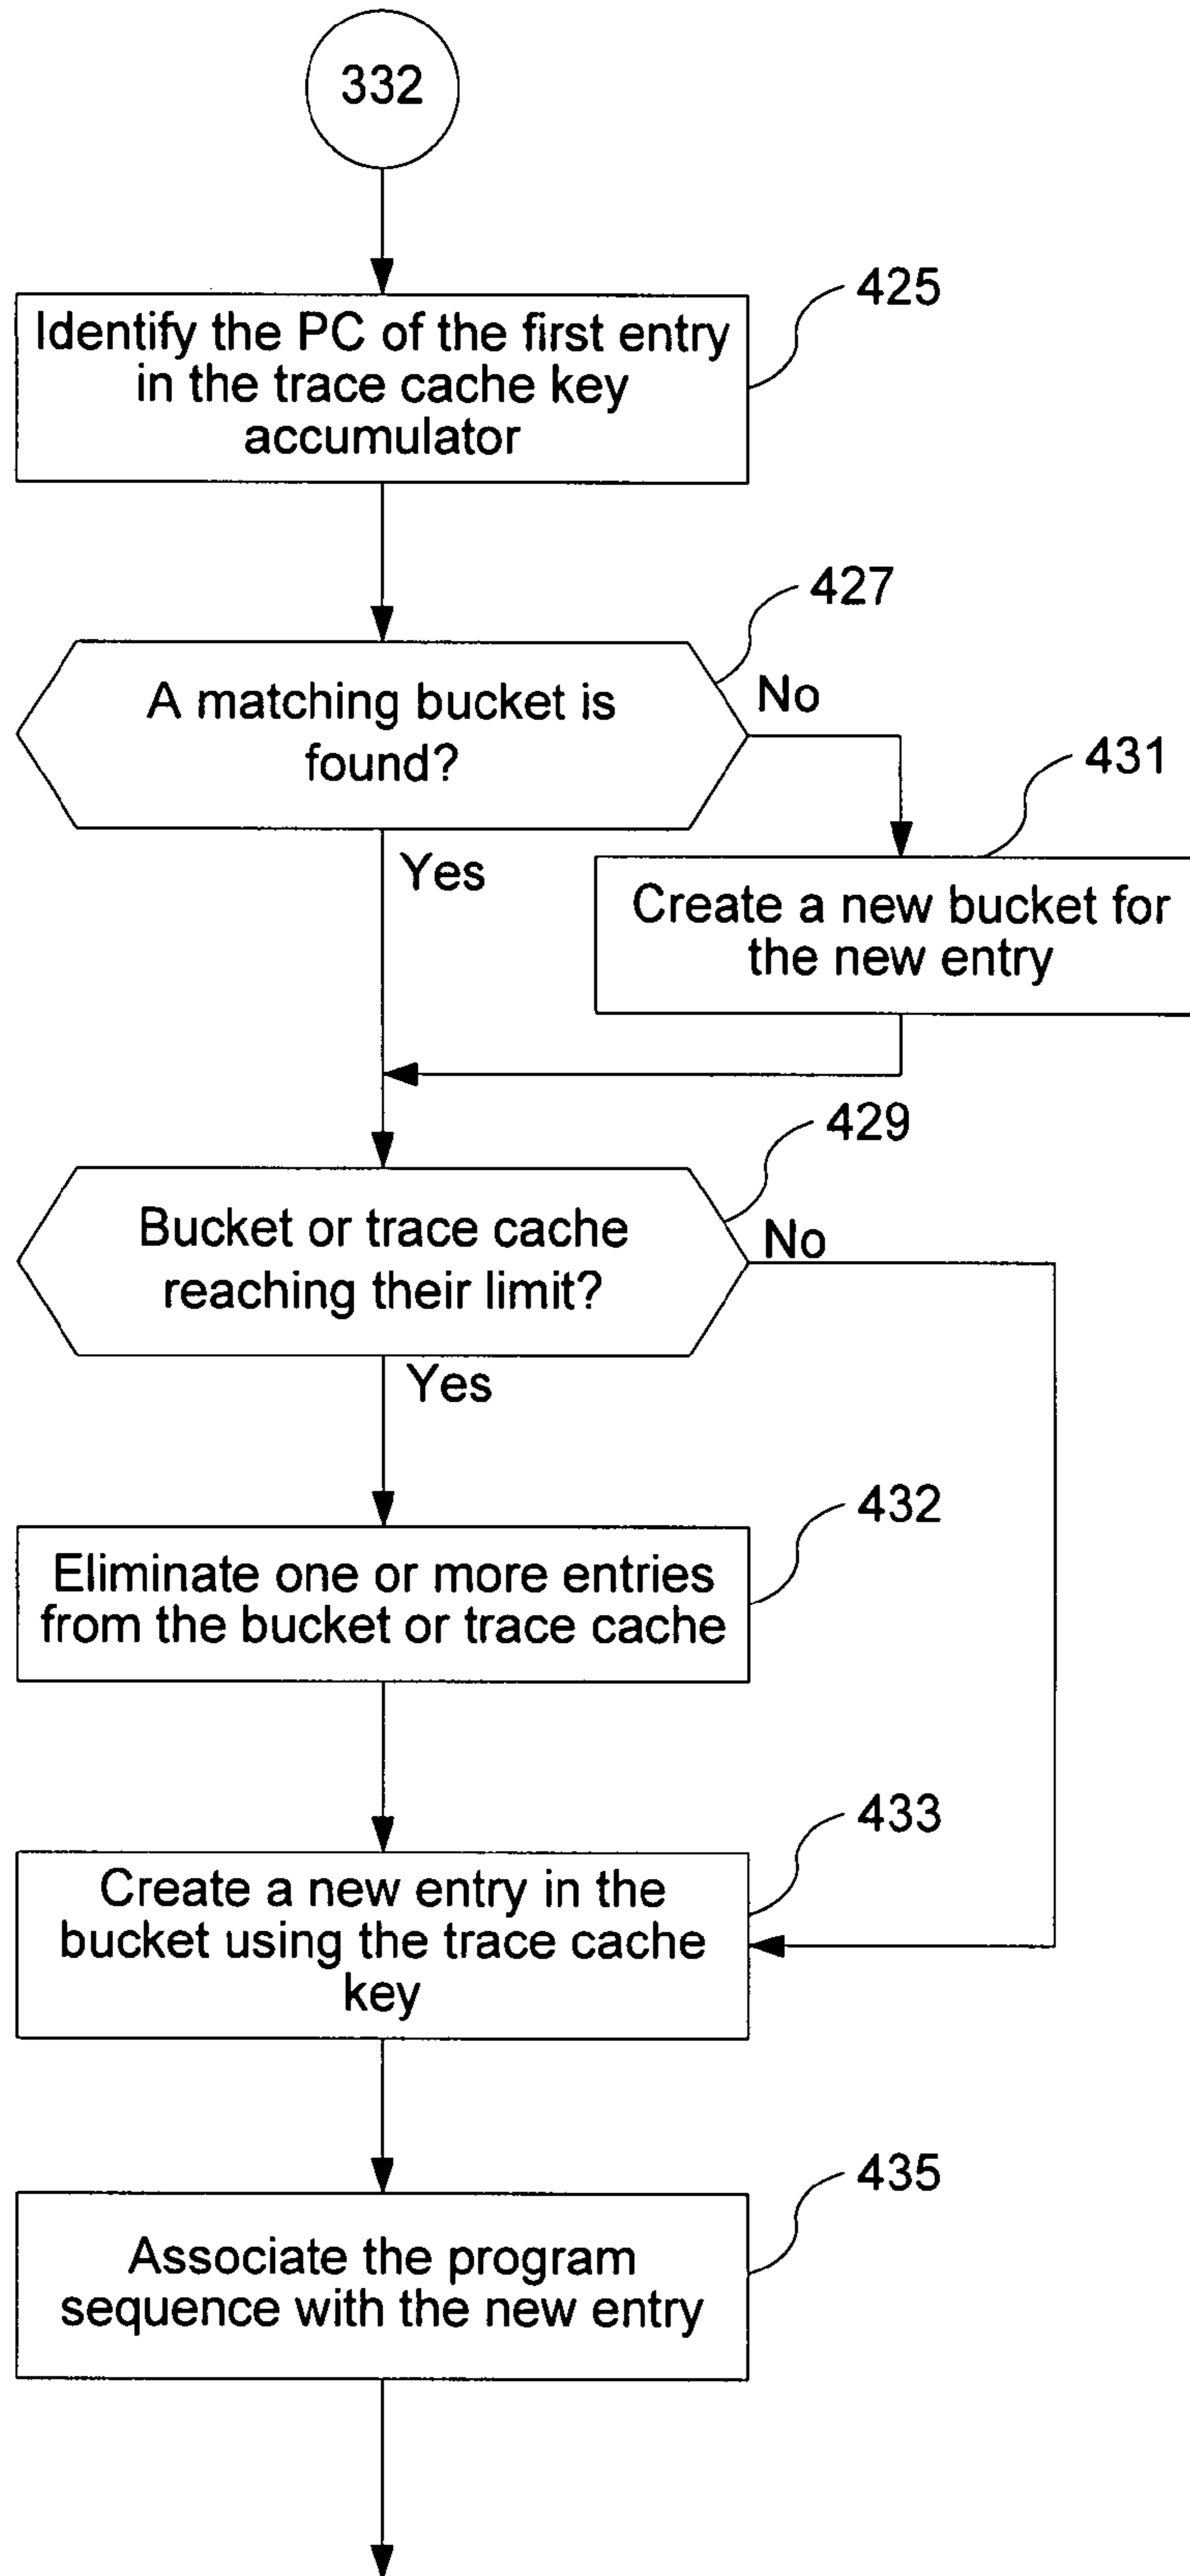 332
425
Identify the PC of the first entry
in the trace cache key
accumulator
427
A matching bucket is
found?
No
431
Yes
Create a new bucket for
the new entry
429
Bucket or trace cache
reaching their limit?
No
Yes
432
Eliminate one or more entries
from the bucket or trace cache
433
Create a new entry in the
bucket using the trace cache
key
435
Associate the program
sequence with the new entry